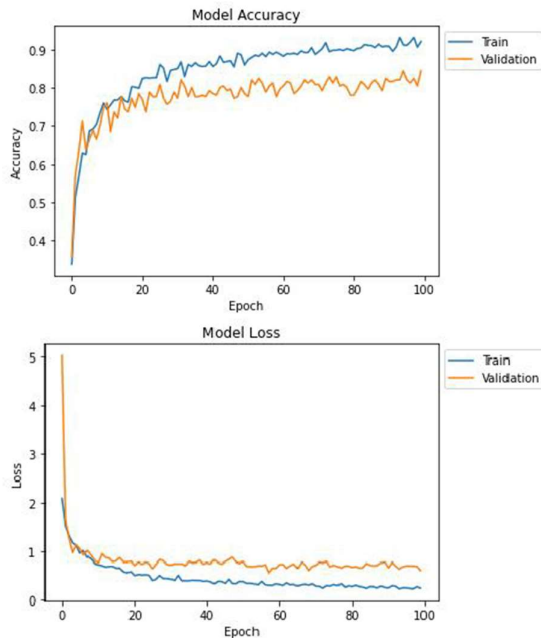 Model Accuracy
0.9
0.8
0.7
0.6
0.5
0.4
Accuracy
0 20 40 60 80 100
Epoch
Train
Validation
Model Loss
5
4
3
2
1
0
Loss
0 20 40 60 80 100
Epoch
Train
Validation